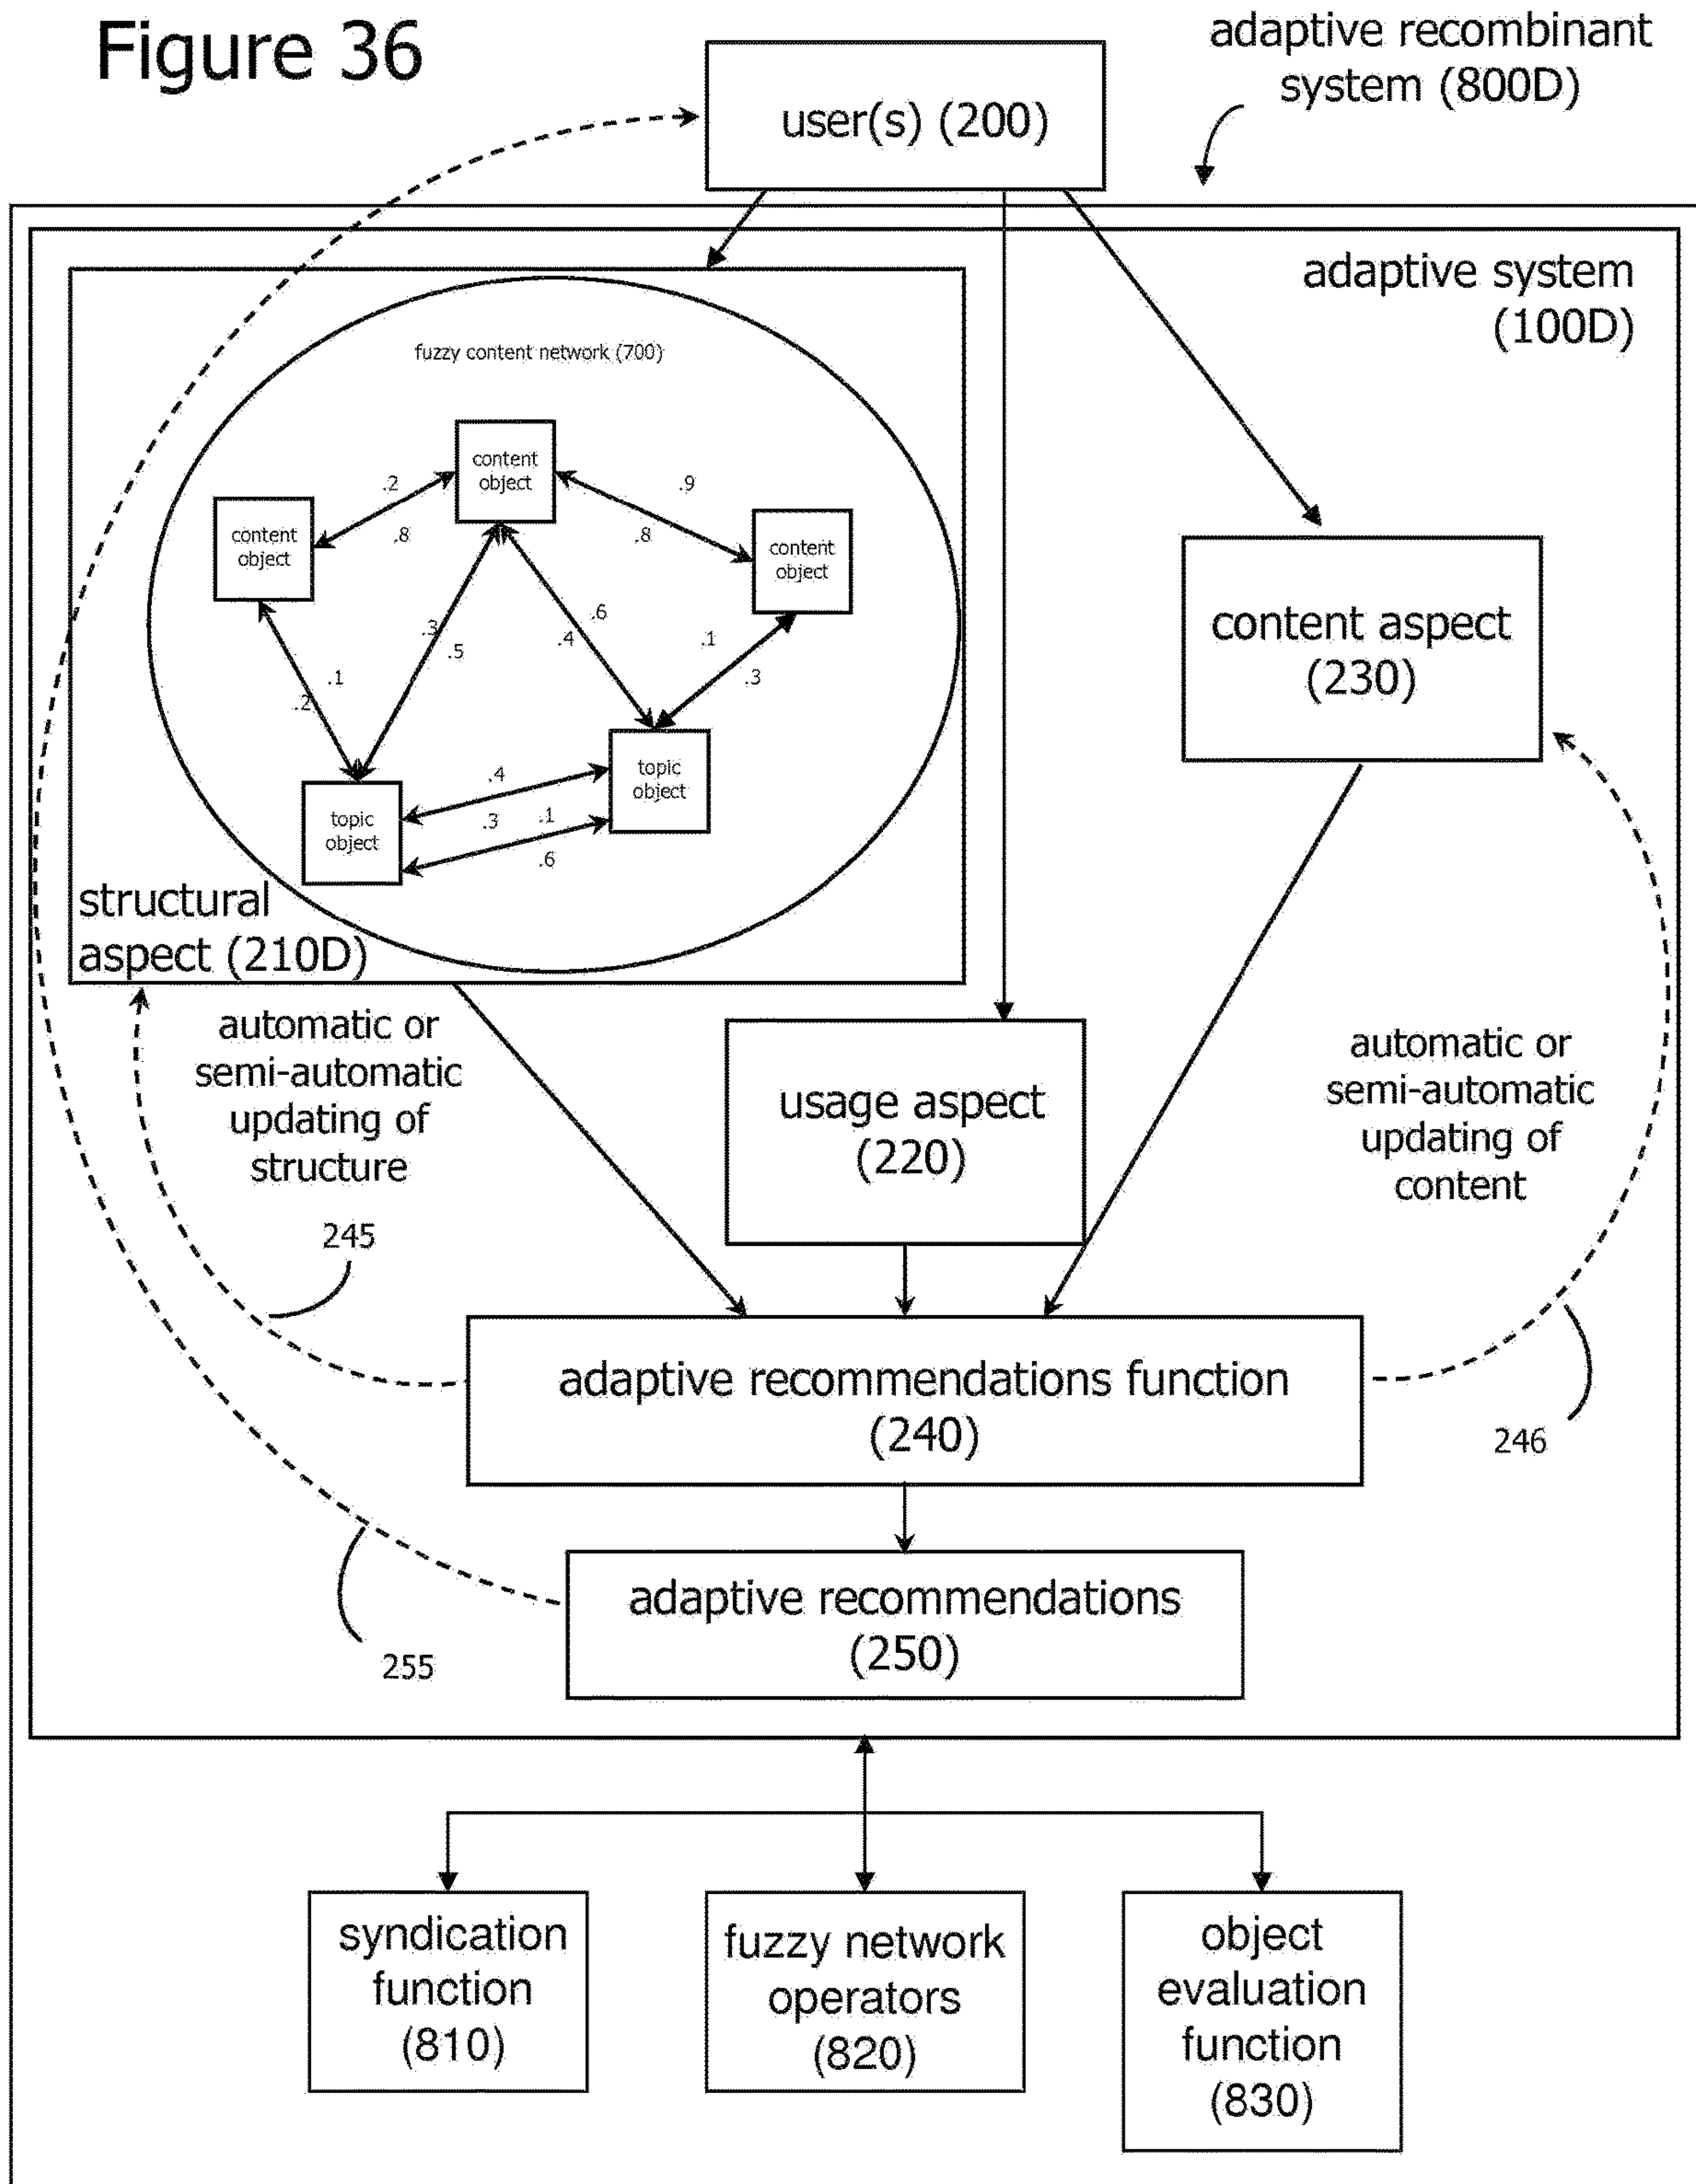 Figure 36
adaptive recombinant
system (800D)
user(s) (200)
adaptive system
(100D)
fuzzy content network (700)
content
object
.2
.9
content
object
.8
.8
content
object
.6
.3
.4
.1
.5
.1
.3
.2
topic
object
.4
topic
object
.3
.1
.6
content aspect
(230)
structural
aspect (210D)
automatic or
semi-automatic
updating of
structure
automatic or
semi-automatic
updating of
content
usage aspect
(220)
245
adaptive recommendations function
(240)
246
adaptive recommendations
(250)
255
syndication
function
(810)
fuzzy network
operators
(820)
object
evaluation
function
(830)